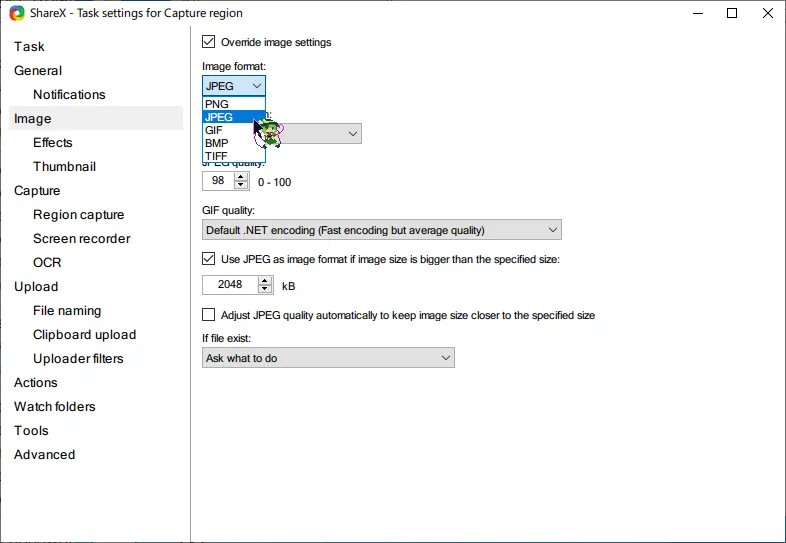 ShareX - Task settings for Capture region
Task
General
Notifications
Image
Effects
Thumbnail
Capture
Region capture
Screen recorder
OCR
Upload
File naming
Clipboard upload
Uploader filters
Actions
Watch folders
Tools
Advanced
Override image settings
Image format:
JPEG
PNG
JPEG
GIF
BMP
TIFF
JPEG quality:
98 0 - 100
GIF quality:
Default .NET encoding (Fast encoding but average quality)
Use JPEG as image format if image size is bigger than the specified size:
2048 kB
Adjust JPEG quality automatically to keep image size closer to the specified size
If file exist:
Ask what to do